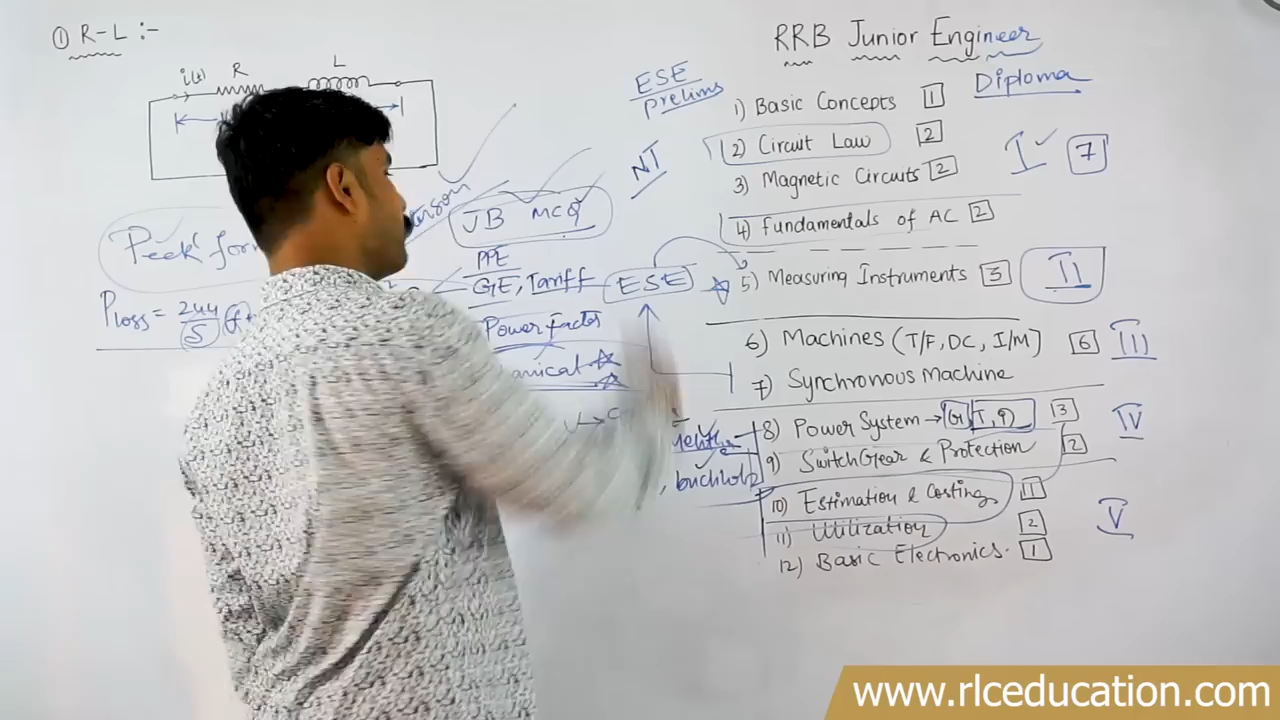 ① R-L :-
i(t) R L
Peek form
Ploss = 244
5
JB MCQ
PPE
GE, Tariff
Power factor
ESE
prelims
NT
ESE
buchholz
RRB Junior Engineer
Diploma
1) Basic Concepts 1
2) Circuit Law 2
3) Magnetic Circuits 2
4) fundamentals of AC 2
I 7
5) Measuring Instruments 3
II
6) Machines (T/F, DC, I/M) 6
III
7) Synchronous Machine
8) Power System → G, T, 3
IV
9) SwitchGear & Protection 2
10) Estimation & Costing 1
11) Utilization 2
V
12) Basic Electronics. 1
www.rlceducation.com